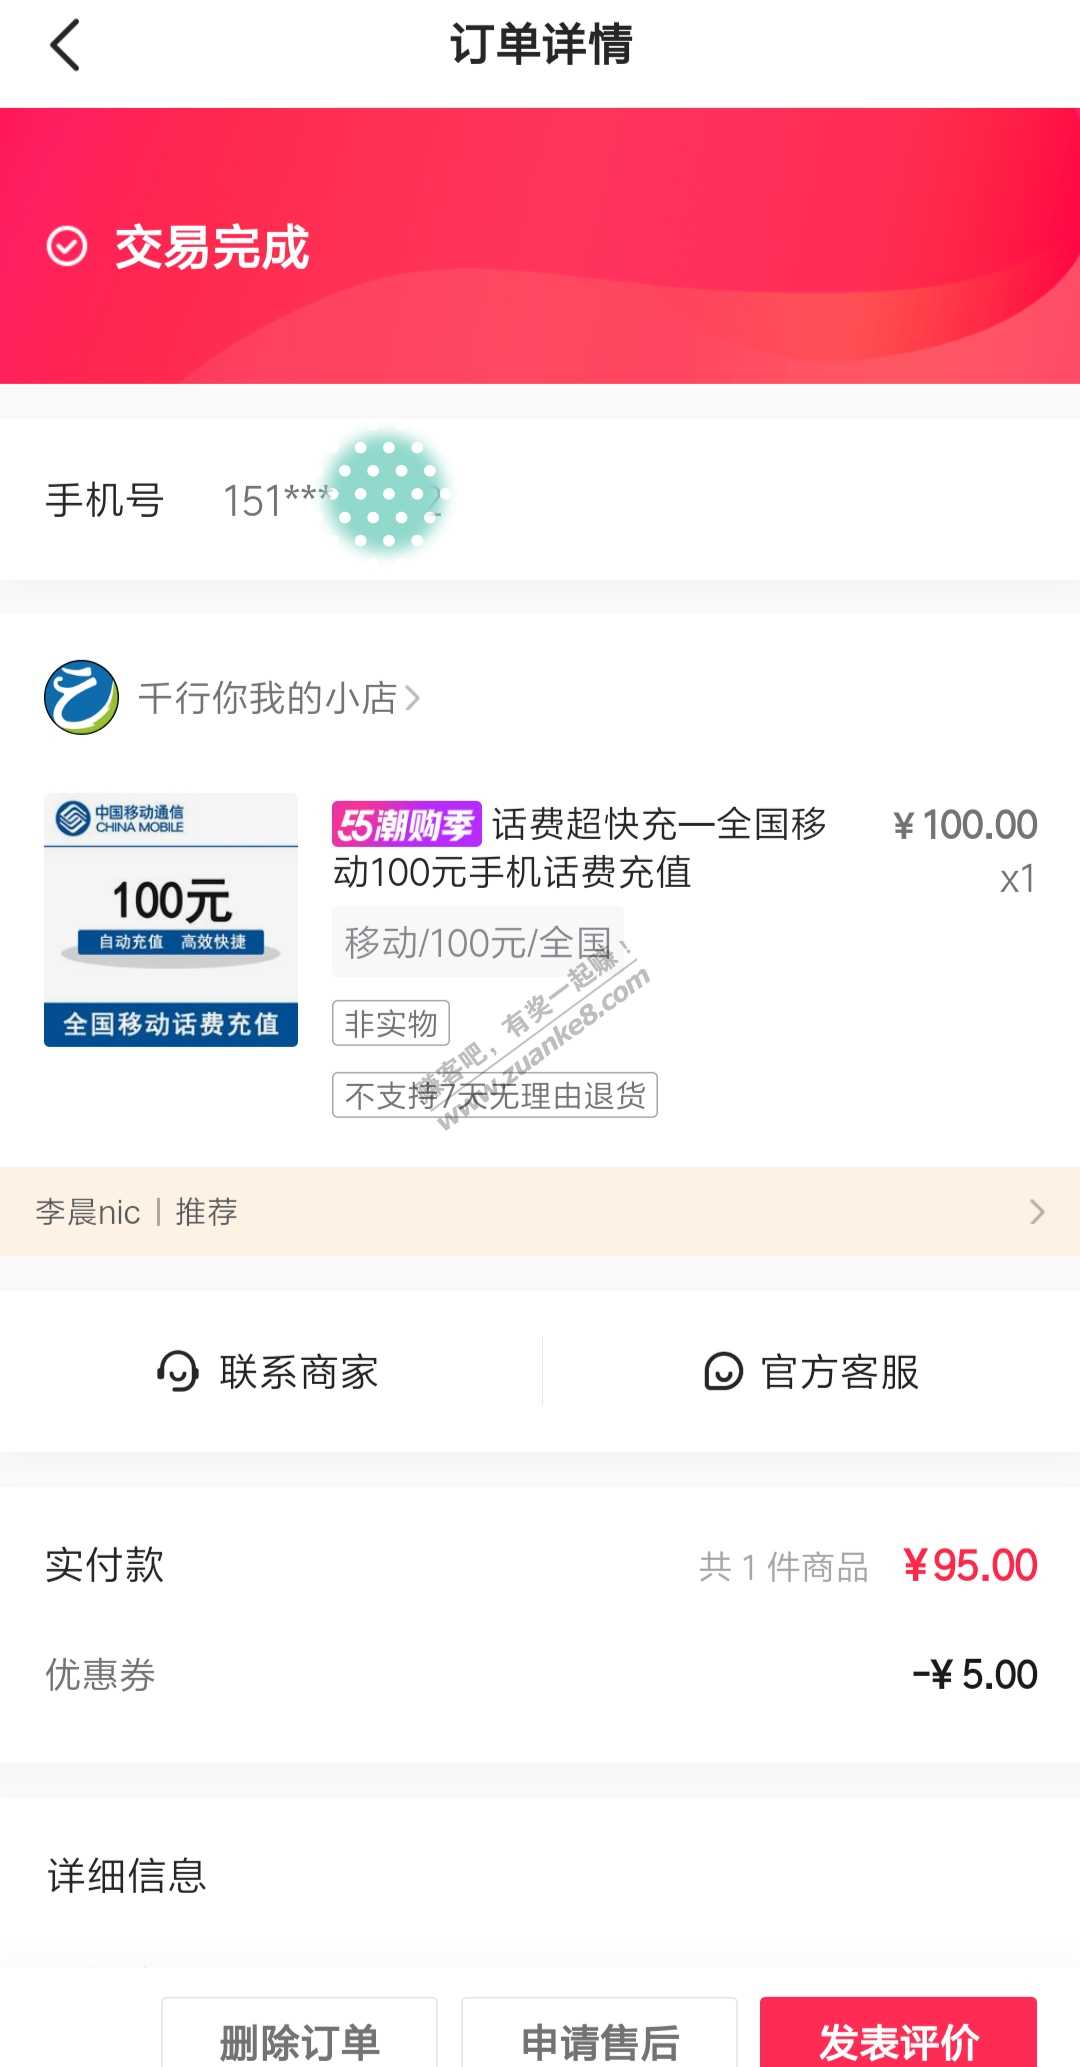 订单详情
交易完成
手机号 151***
千行你我的小店
中国移动通信
CHINA MOBILE
100元
自动充值 高效快捷
全国移动话费充值
55潮购季 话费超快充—全国移
动100元手机话费充值
¥100.00
x1
移动/100元/全国
非实物
不支持7天无理由退货
赚客吧，有奖一起赚！
www.zuanke8.com
李晨nic | 推荐
联系商家
官方客服
实付款 共1件商品 ¥95.00
优惠券 -¥5.00
详细信息
删除订单
申请售后
发表评价